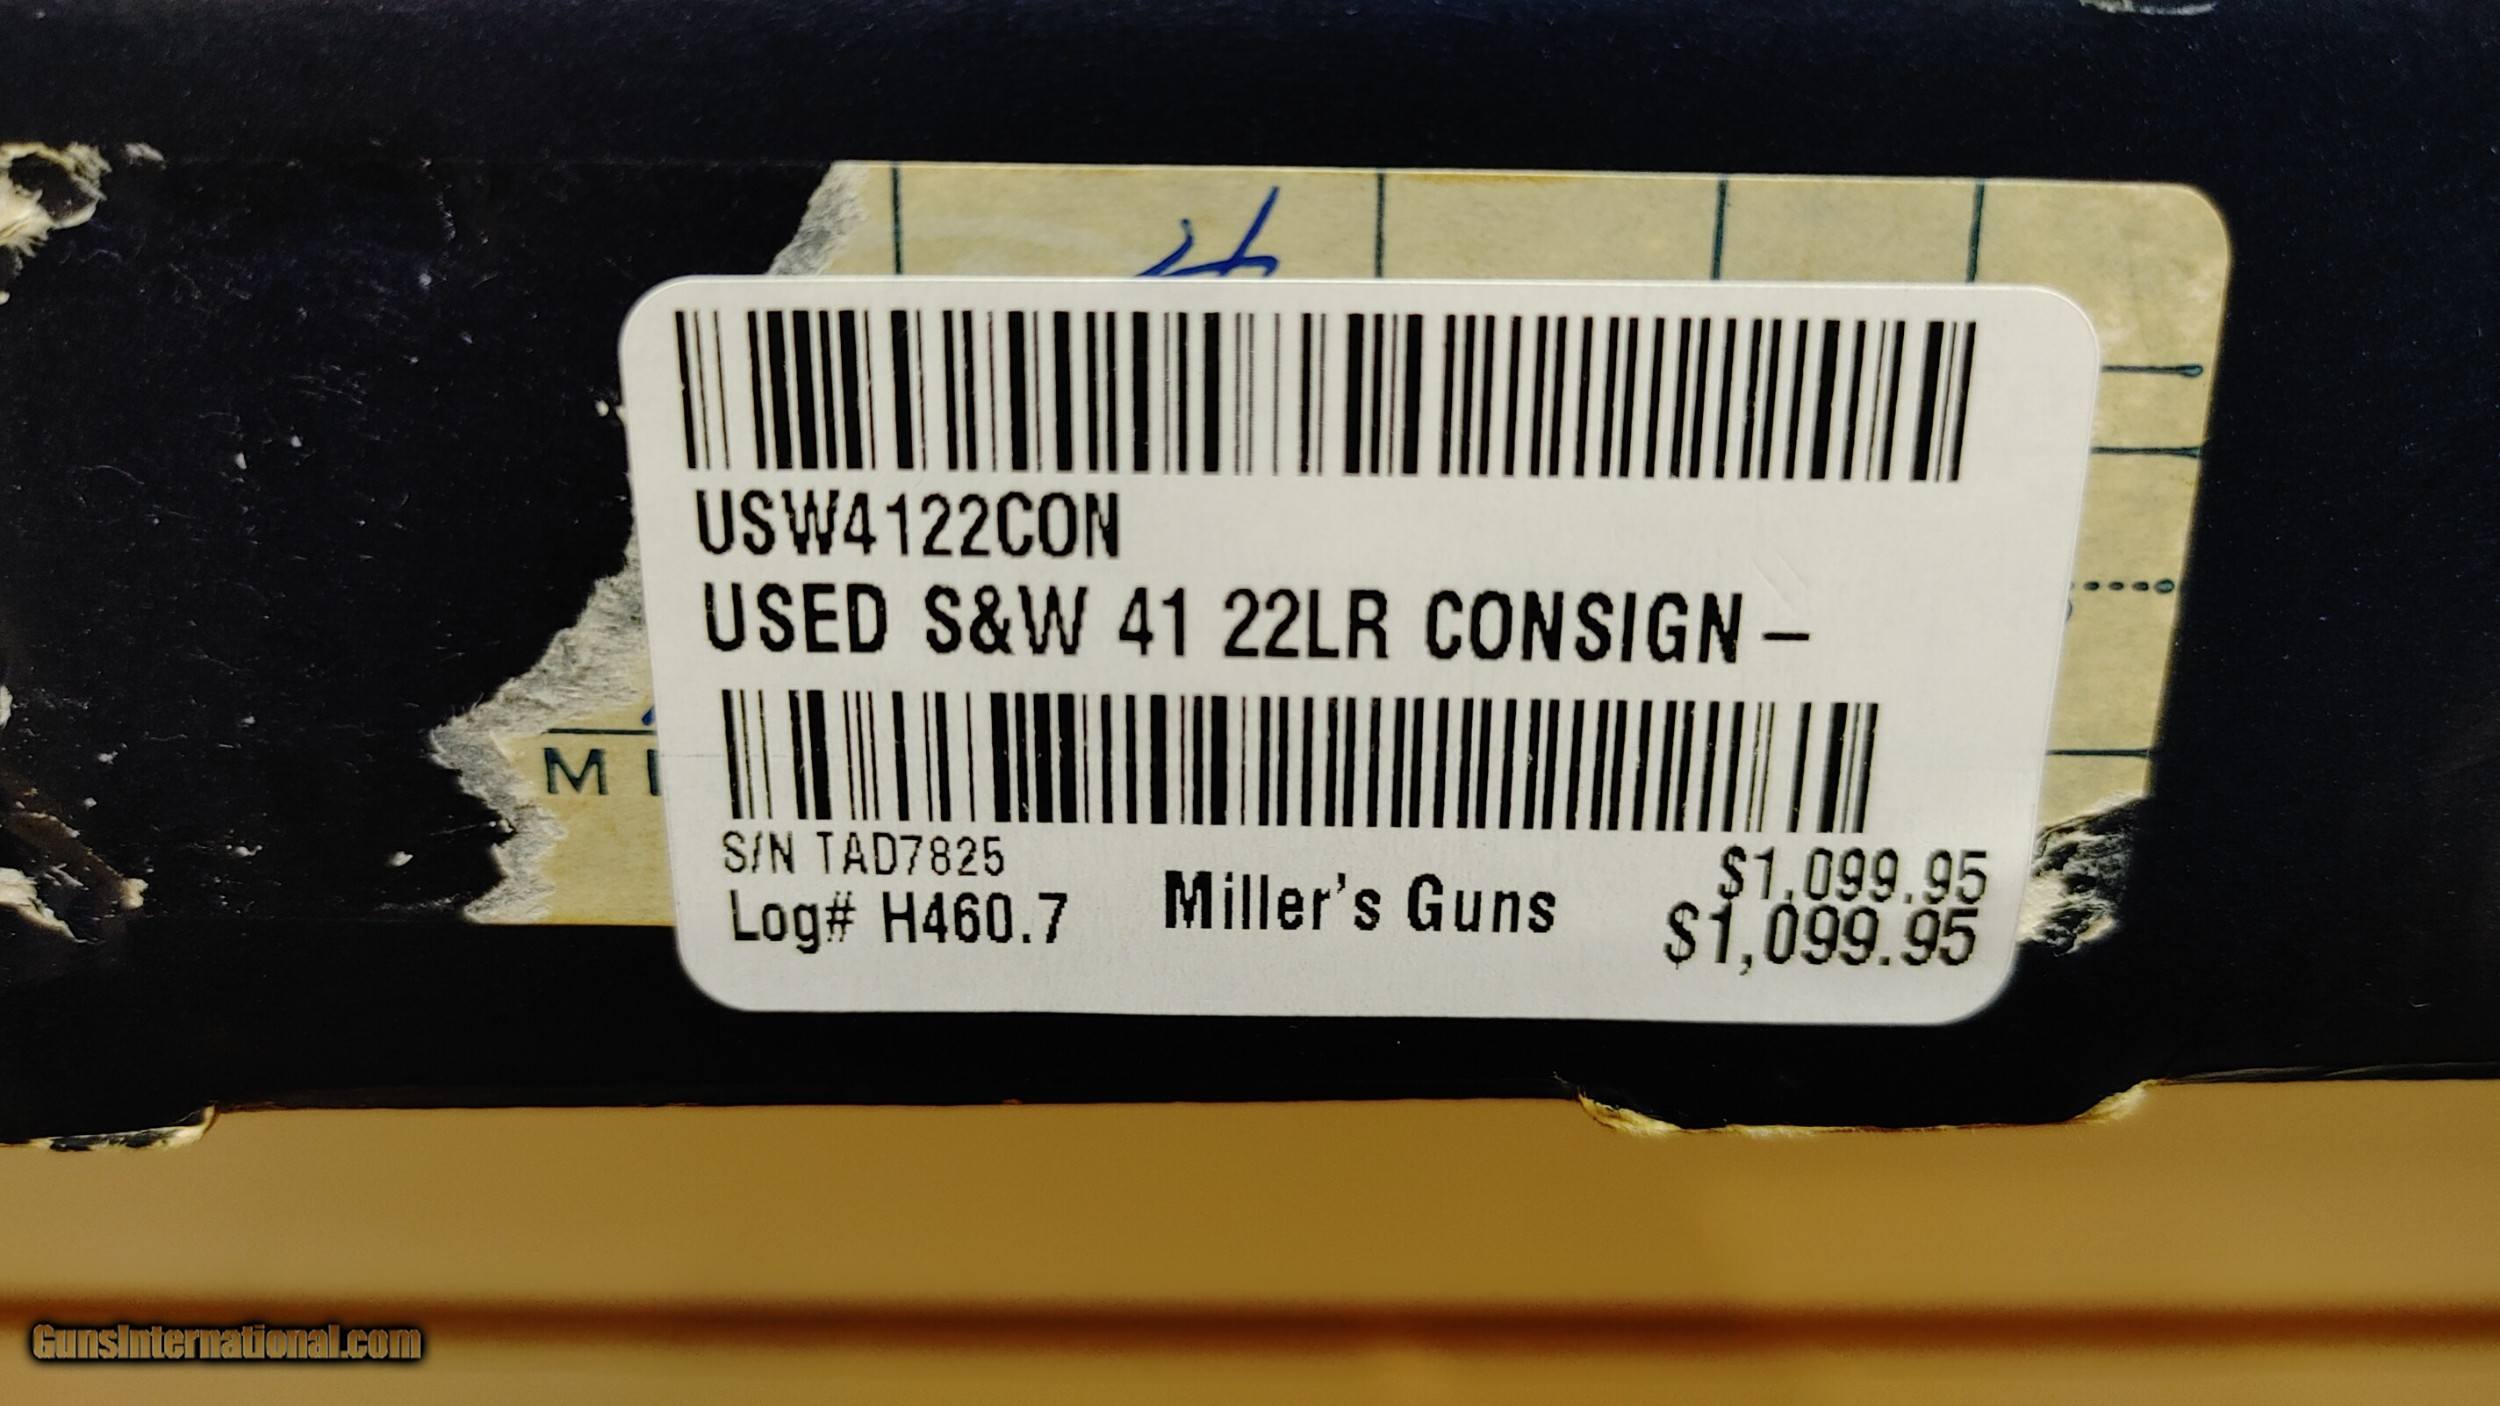 USW4122CON
USED S&W 41 22LR CONSIGN –
MI
S/N TAD7825
$1,099.95
Log# H460.7
Miller's Guns
$1,099.95
GunsInternational.com